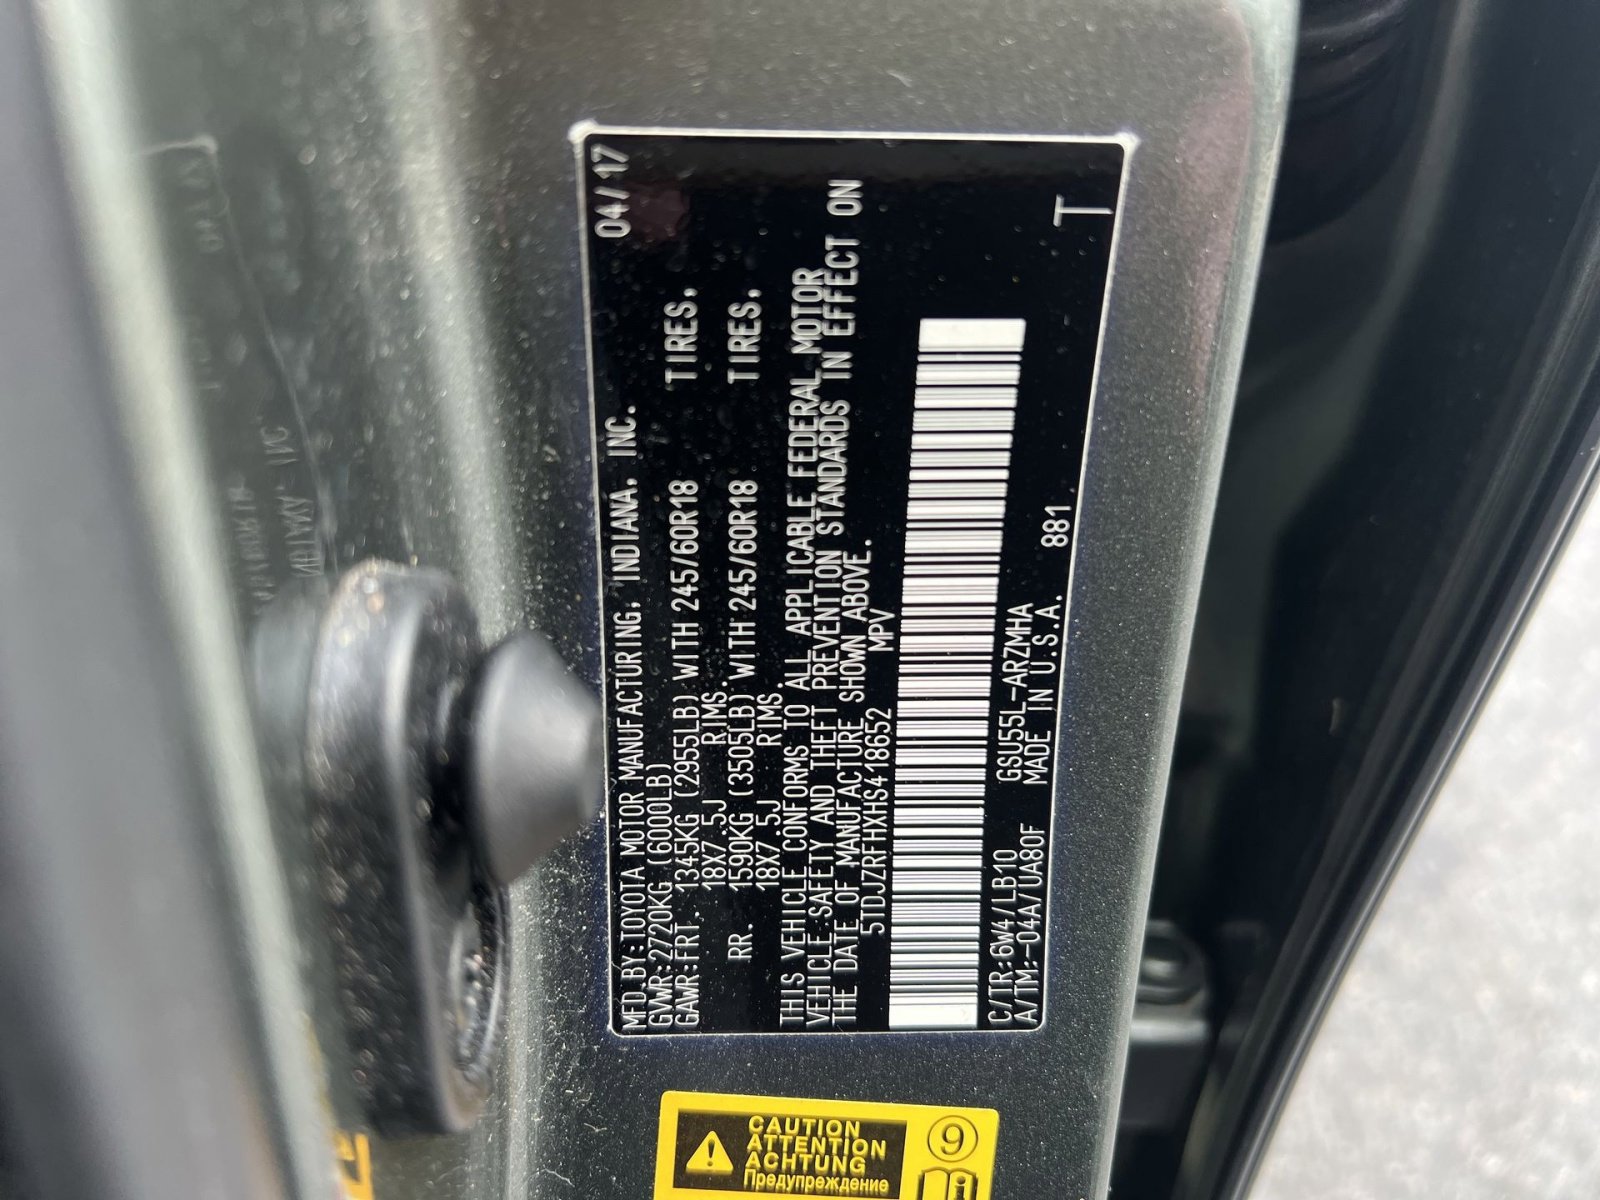 MFD.BY:TOYOTA MOTOR MANUFACTURING, INDIANA, INC. 04/17
GVWR:2720KG (6000LB)
GAWR:FRT. 1345KG (2955LB) WITH 245/60R18 TIRES.
18X7.5J RIMS.
RR. 1590KG (3505LB) WITH 245/60R18 TIRES.
18X7.5J RIMS.
THIS VEHICLE CONFORMS TO ALL APPLICABLE FEDERAL MOTOR
VEHICLE SAFETY AND THEFT PREVENTION STANDARDS IN EFFECT ON
THE DATE OF MANUFACTURE SHOWN ABOVE.
5TDJZRFHXHS418652 MPV
C/TR:6W4/LB10 GSU55L-ARZMHA 881
A/TM:-04A/UA80F MADE IN U.S.A. T
CAUTION
ATTENTION
ACHTUNG
Предупреждение
9
i